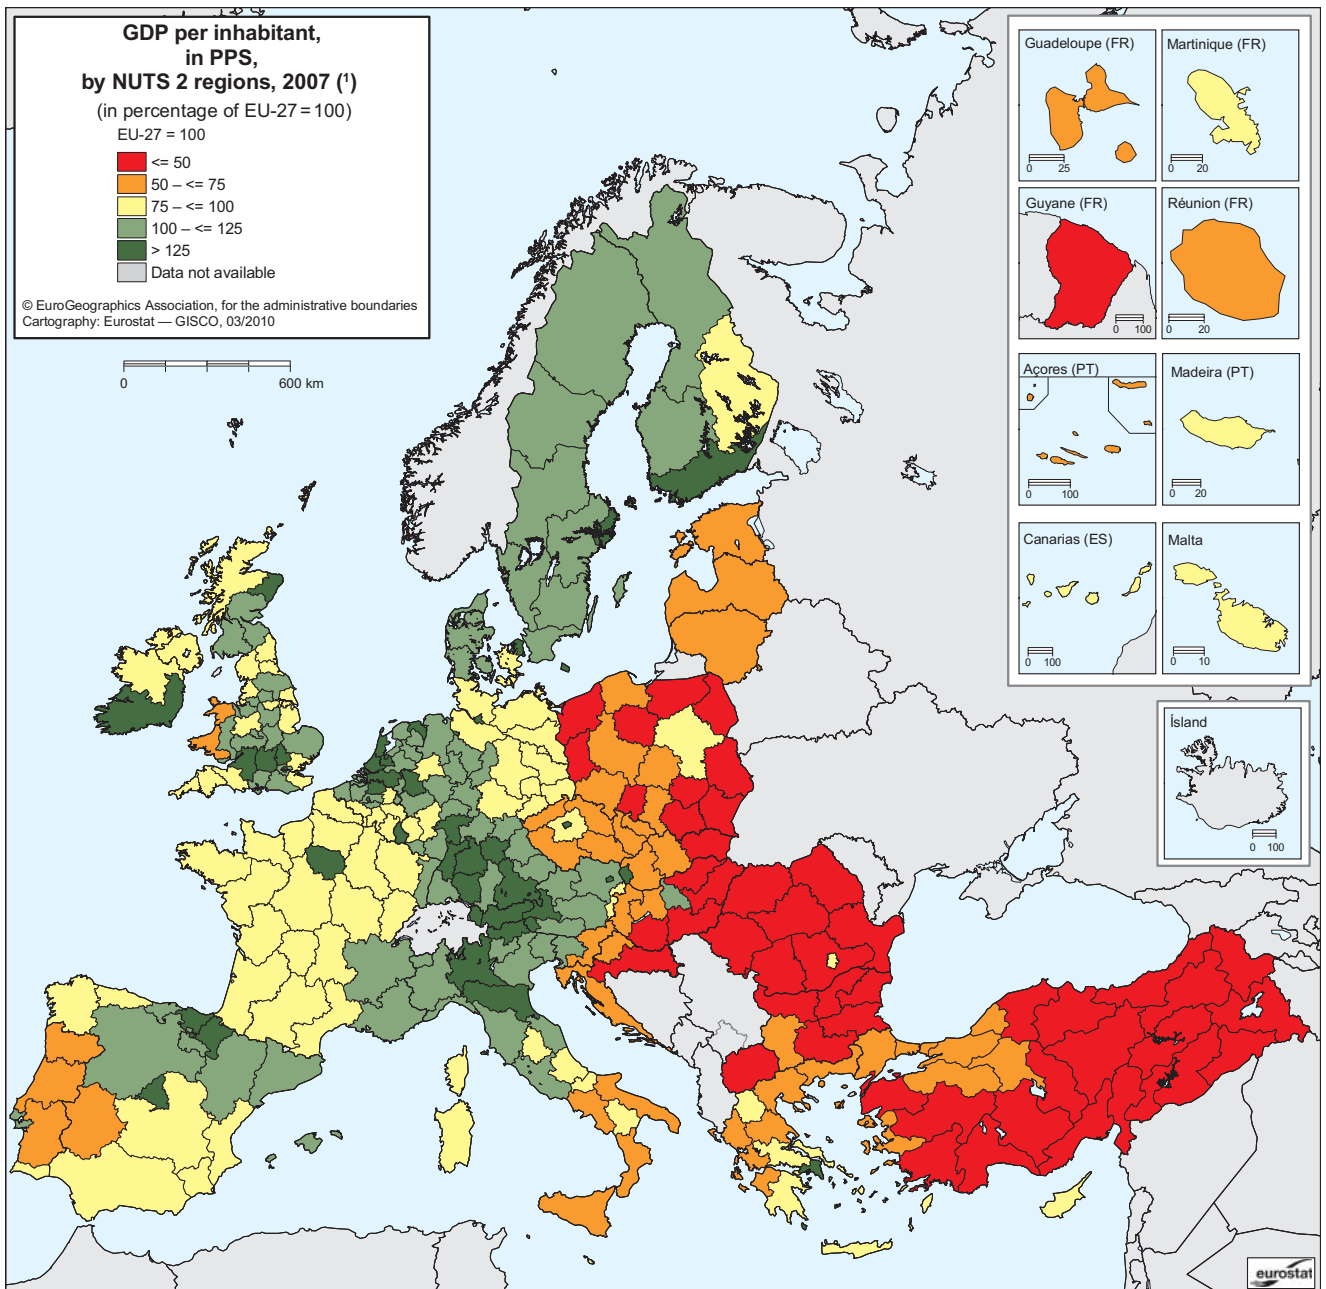 GDP per inhabitant,
in PPS,
by NUTS 2 regions, 2007 (¹)
(in percentage of EU-27 = 100)
EU-27 = 100
<= 50
50 – <= 75
75 – <= 100
100 – <= 125
> 125
Data not available
© EuroGeographics Association, for the administrative boundaries
Cartography: Eurostat — GISCO, 03/2010
0 600 km
Guadeloupe (FR)
0 25
Martinique (FR)
0 20
Guyane (FR)
0 100
Réunion (FR)
0 20
Açores (PT)
0 100
Madeira (PT)
0 20
Canarias (ES)
0 100
Malta
0 10
Ísland
0 100
eurostat